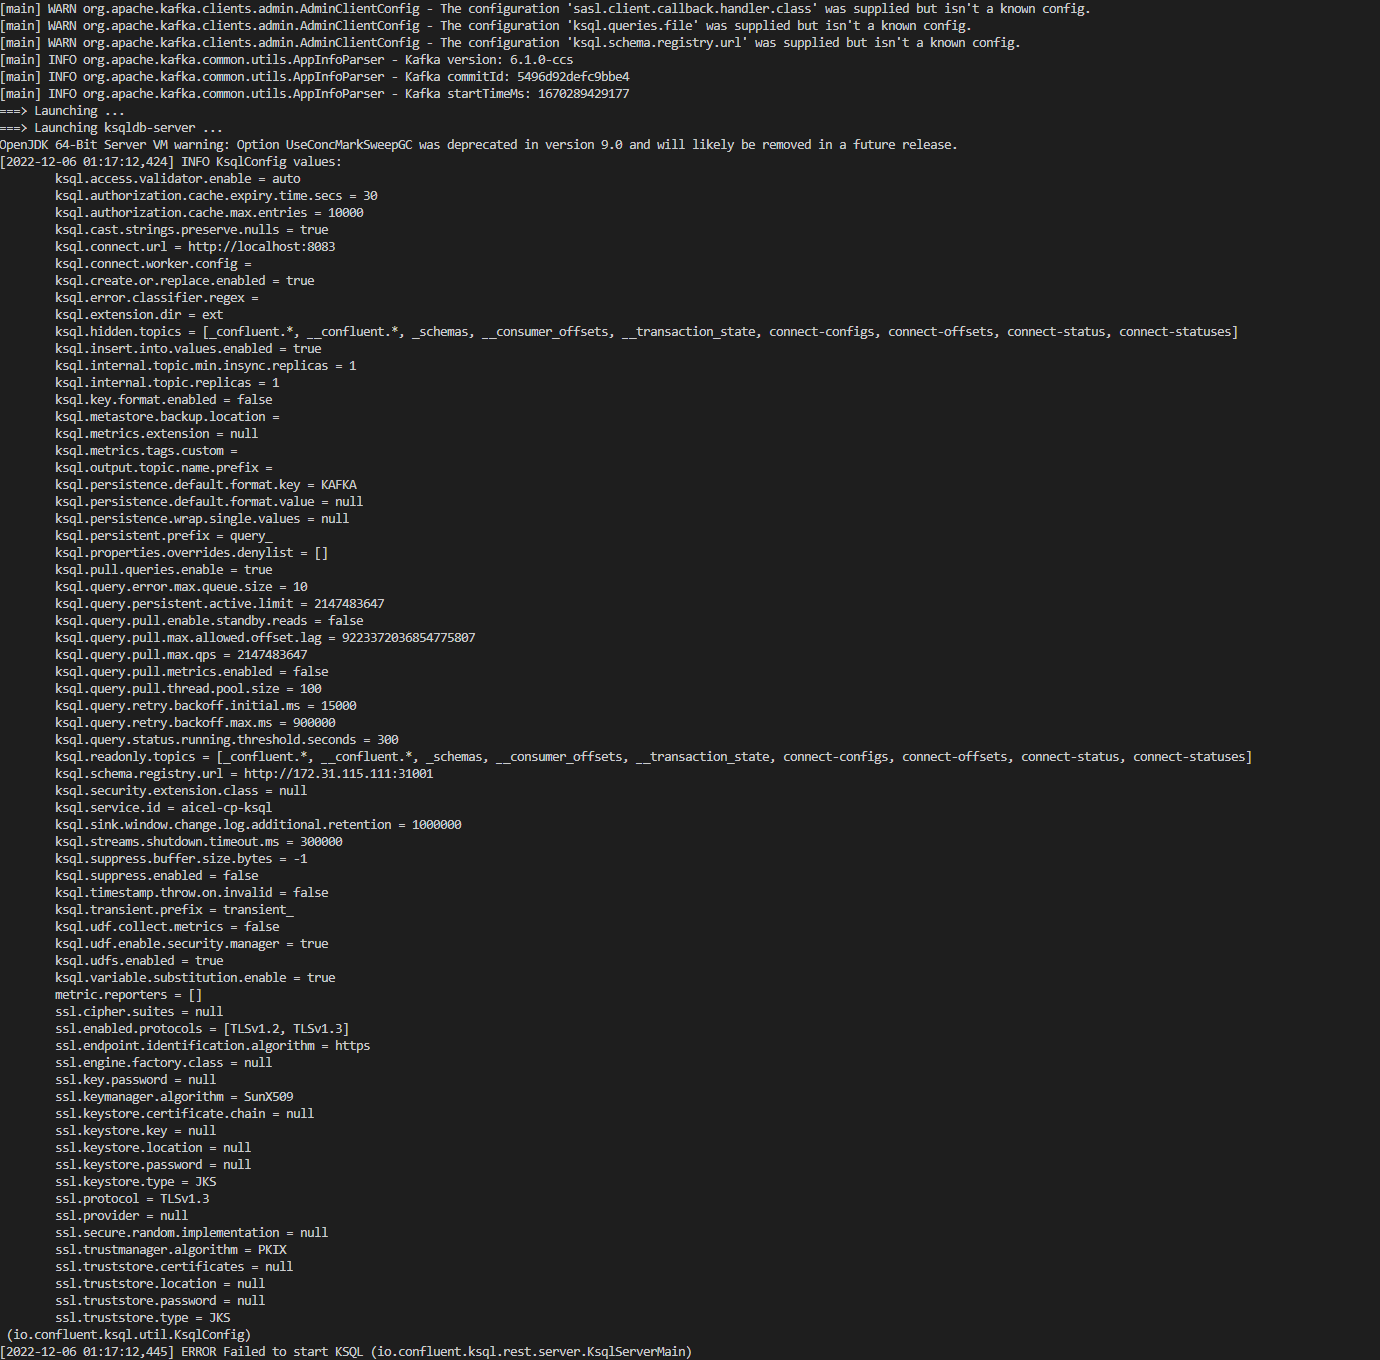 [main] WARN org.apache.kafka.clients.admin.AdminClientConfig - The configuration 'sasl.client.callback.handler.class' was supplied but isn't a known config.
[main] WARN org.apache.kafka.clients.admin.AdminClientConfig - The configuration 'ksql.queries.file' was supplied but isn't a known config.
[main] WARN org.apache.kafka.clients.admin.AdminClientConfig - The configuration 'ksql.schema.registry.url' was supplied but isn't a known config.
[main] INFO org.apache.kafka.common.utils.AppInfoParser - Kafka version: 6.1.0-ccs
[main] INFO org.apache.kafka.common.utils.AppInfoParser - Kafka commitId: 5496d92defc9bbe4
[main] INFO org.apache.kafka.common.utils.AppInfoParser - Kafka startTimeMs: 1670289429177
===> Launching ...
===> Launching ksqldb-server ...
OpenJDK 64-Bit Server VM warning: Option UseConcMarkSweepGC was deprecated in version 9.0 and will likely be removed in a future release.
[2022-12-06 01:17:12,424] INFO KsqlConfig values:
ksql.access.validator.enable = auto
ksql.authorization.cache.expiry.time.secs = 30
ksql.authorization.cache.max.entries = 10000
ksql.cast.strings.preserve.nulls = true
ksql.connect.url = http://localhost:8083
ksql.connect.worker.config =
ksql.create.or.replace.enabled = true
ksql.error.classifier.regex =
ksql.extension.dir = ext
ksql.hidden.topics = [_confluent.*, __confluent.*, _schemas, __consumer_offsets, __transaction_state, connect-configs, connect-offsets, connect-status, connect-statuses]
ksql.insert.into.values.enabled = true
ksql.internal.topic.min.insync.replicas = 1
ksql.internal.topic.replicas = 1
ksql.key.format.enabled = false
ksql.metastore.backup.location =
ksql.metrics.extension = null
ksql.metrics.tags.custom =
ksql.output.topic.name.prefix =
ksql.persistence.default.format.key = KAFKA
ksql.persistence.default.format.value = null
ksql.persistence.wrap.single.values = null
ksql.persistent.prefix = query_
ksql.properties.overrides.denylist = []
ksql.pull.queries.enable = true
ksql.query.error.max.queue.size = 10
ksql.query.persistent.active.limit = 2147483647
ksql.query.pull.enable.standby.reads = false
ksql.query.pull.max.allowed.offset.lag = 9223372036854775807
ksql.query.pull.max.qps = 2147483647
ksql.query.pull.metrics.enabled = false
ksql.query.pull.thread.pool.size = 100
ksql.query.retry.backoff.initial.ms = 15000
ksql.query.retry.backoff.max.ms = 900000
ksql.query.status.running.threshold.seconds = 300
ksql.readonly.topics = [_confluent.*, __confluent.*, _schemas, __consumer_offsets, __transaction_state, connect-configs, connect-offsets, connect-status, connect-statuses]
ksql.schema.registry.url = http://172.31.115.111:31001
ksql.security.extension.class = null
ksql.service.id = aicel-cp-ksql
ksql.sink.window.change.log.additional.retention = 1000000
ksql.streams.shutdown.timeout.ms = 300000
ksql.suppress.buffer.size.bytes = -1
ksql.suppress.enabled = false
ksql.timestamp.throw.on.invalid = false
ksql.transient.prefix = transient_
ksql.udf.collect.metrics = false
ksql.udf.enable.security.manager = true
ksql.udfs.enabled = true
ksql.variable.substitution.enable = true
metric.reporters = []
ssl.cipher.suites = null
ssl.enabled.protocols = [TLSv1.2, TLSv1.3]
ssl.endpoint.identification.algorithm = https
ssl.engine.factory.class = null
ssl.key.password = null
ssl.keymanager.algorithm = SunX509
ssl.keystore.certificate.chain = null
ssl.keystore.key = null
ssl.keystore.location = null
ssl.keystore.password = null
ssl.keystore.type = JKS
ssl.protocol = TLSv1.3
ssl.provider = null
ssl.secure.random.implementation = null
ssl.trustmanager.algorithm = PKIX
ssl.truststore.certificates = null
ssl.truststore.location = null
ssl.truststore.password = null
ssl.truststore.type = JKS
(io.confluent.ksql.util.KsqlConfig)
[2022-12-06 01:17:12,445] ERROR Failed to start KSQL (io.confluent.ksql.rest.server.KsqlServerMain)